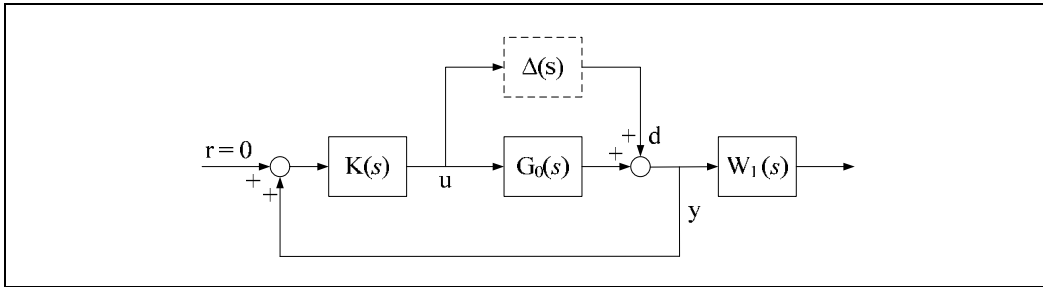 Δ(s)
+ d
r = 0 + + K(s) u G₀(s) + W₁(s)
+ y